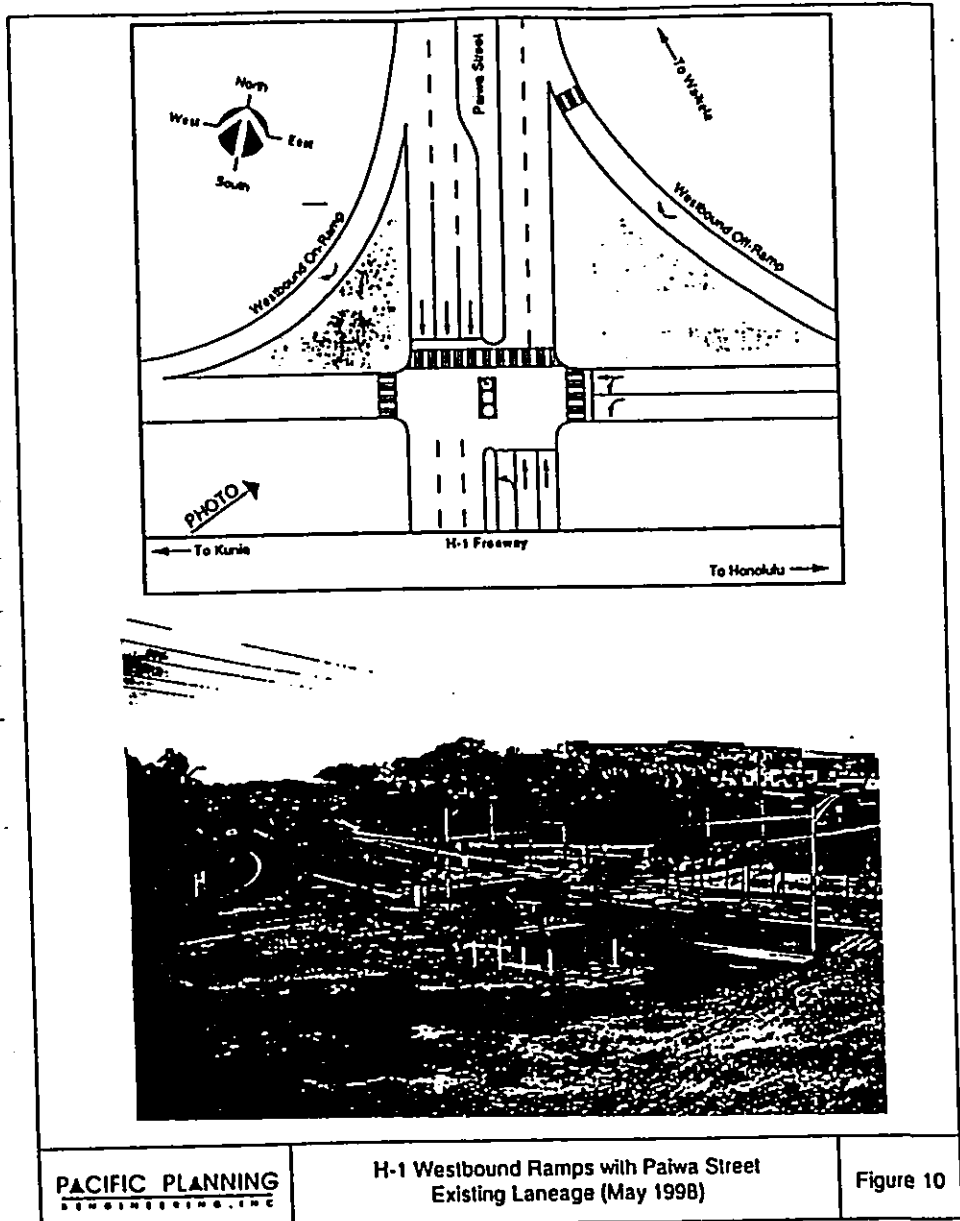 Paiwa Street
To Waikele
North
West
East
South
Westbound On-Ramp
Westbound Off-Ramp
PHOTO
To Kunia
H-1 Freeway
To Honolulu
PACIFIC PLANNING
& ENGINEERING, INC
H-1 Westbound Ramps with Paiwa Street
Existing Laneage (May 1998)
Figure 10